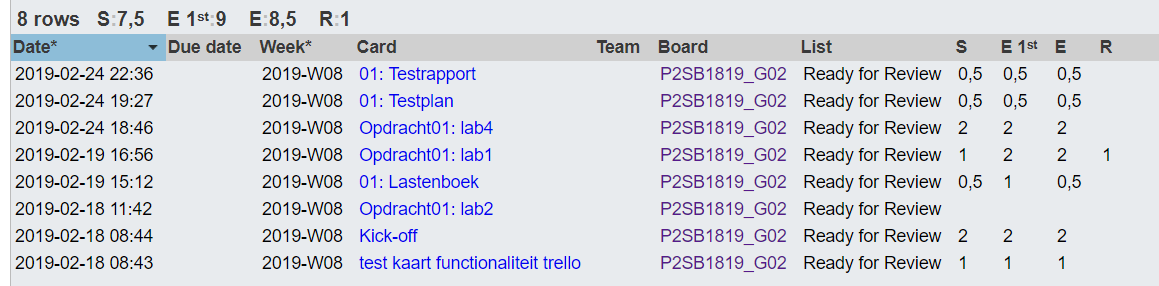 8 rows S:7,5 E 1ˢᵗ:9 E:8,5 R:1
Date* Due date Week* Card Team Board List S E 1ˢᵗ E R
2019-02-24 22:36 2019-W08 01: Testrapport P2SB1819_G02 Ready for Review 0,5 0,5 0,5
2019-02-24 19:27 2019-W08 01: Testplan P2SB1819_G02 Ready for Review 0,5 0,5 0,5
2019-02-24 18:46 2019-W08 Opdracht01: lab4 P2SB1819_G02 Ready for Review 2 2 2
2019-02-19 16:56 2019-W08 Opdracht01: lab1 P2SB1819_G02 Ready for Review 1 2 2 1
2019-02-19 15:12 2019-W08 01: Lastenboek P2SB1819_G02 Ready for Review 0,5 1 0,5
2019-02-18 11:42 2019-W08 Opdracht01: lab2 P2SB1819_G02 Ready for Review
2019-02-18 08:44 2019-W08 Kick-off P2SB1819_G02 Ready for Review 2 2 2
2019-02-18 08:43 2019-W08 test kaart functionaliteit trello P2SB1819_G02 Ready for Review 1 1 1